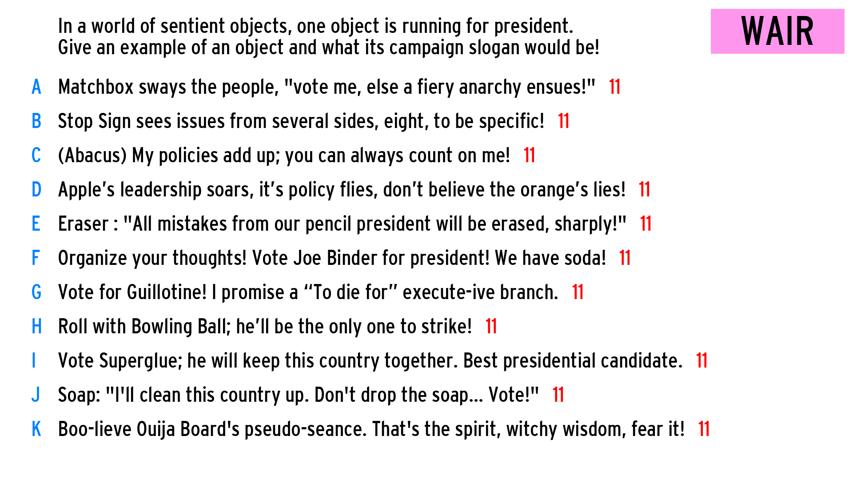 In a world of sentient objects, one object is running for president.
WAIR
Give an example of an object and what its campaign slogan would be!
A Matchbox sways the people, "vote me, else a fiery anarchy ensues!" 11
B Stop Sign sees issues from several sides, eight, to be specific! 11
C (Abacus) My policies add up; you can always count on me! 11
D Apple’s leadership soars, it’s policy flies, don’t believe the orange’s lies! 11
E Eraser : "All mistakes from our pencil president will be erased, sharply!" 11
F Organize your thoughts! Vote Joe Binder for president! We have soda! 11
G Vote for Guillotine! I promise a “To die for” execute-ive branch. 11
H Roll with Bowling Ball; he’ll be the only one to strike! 11
I Vote Superglue; he will keep this country together. Best presidential candidate. 11
J Soap: "I'll clean this country up. Don't drop the soap... Vote!" 11
K Boo-lieve Ouija Board's pseudo-seance. That's the spirit, witchy wisdom, fear it! 11